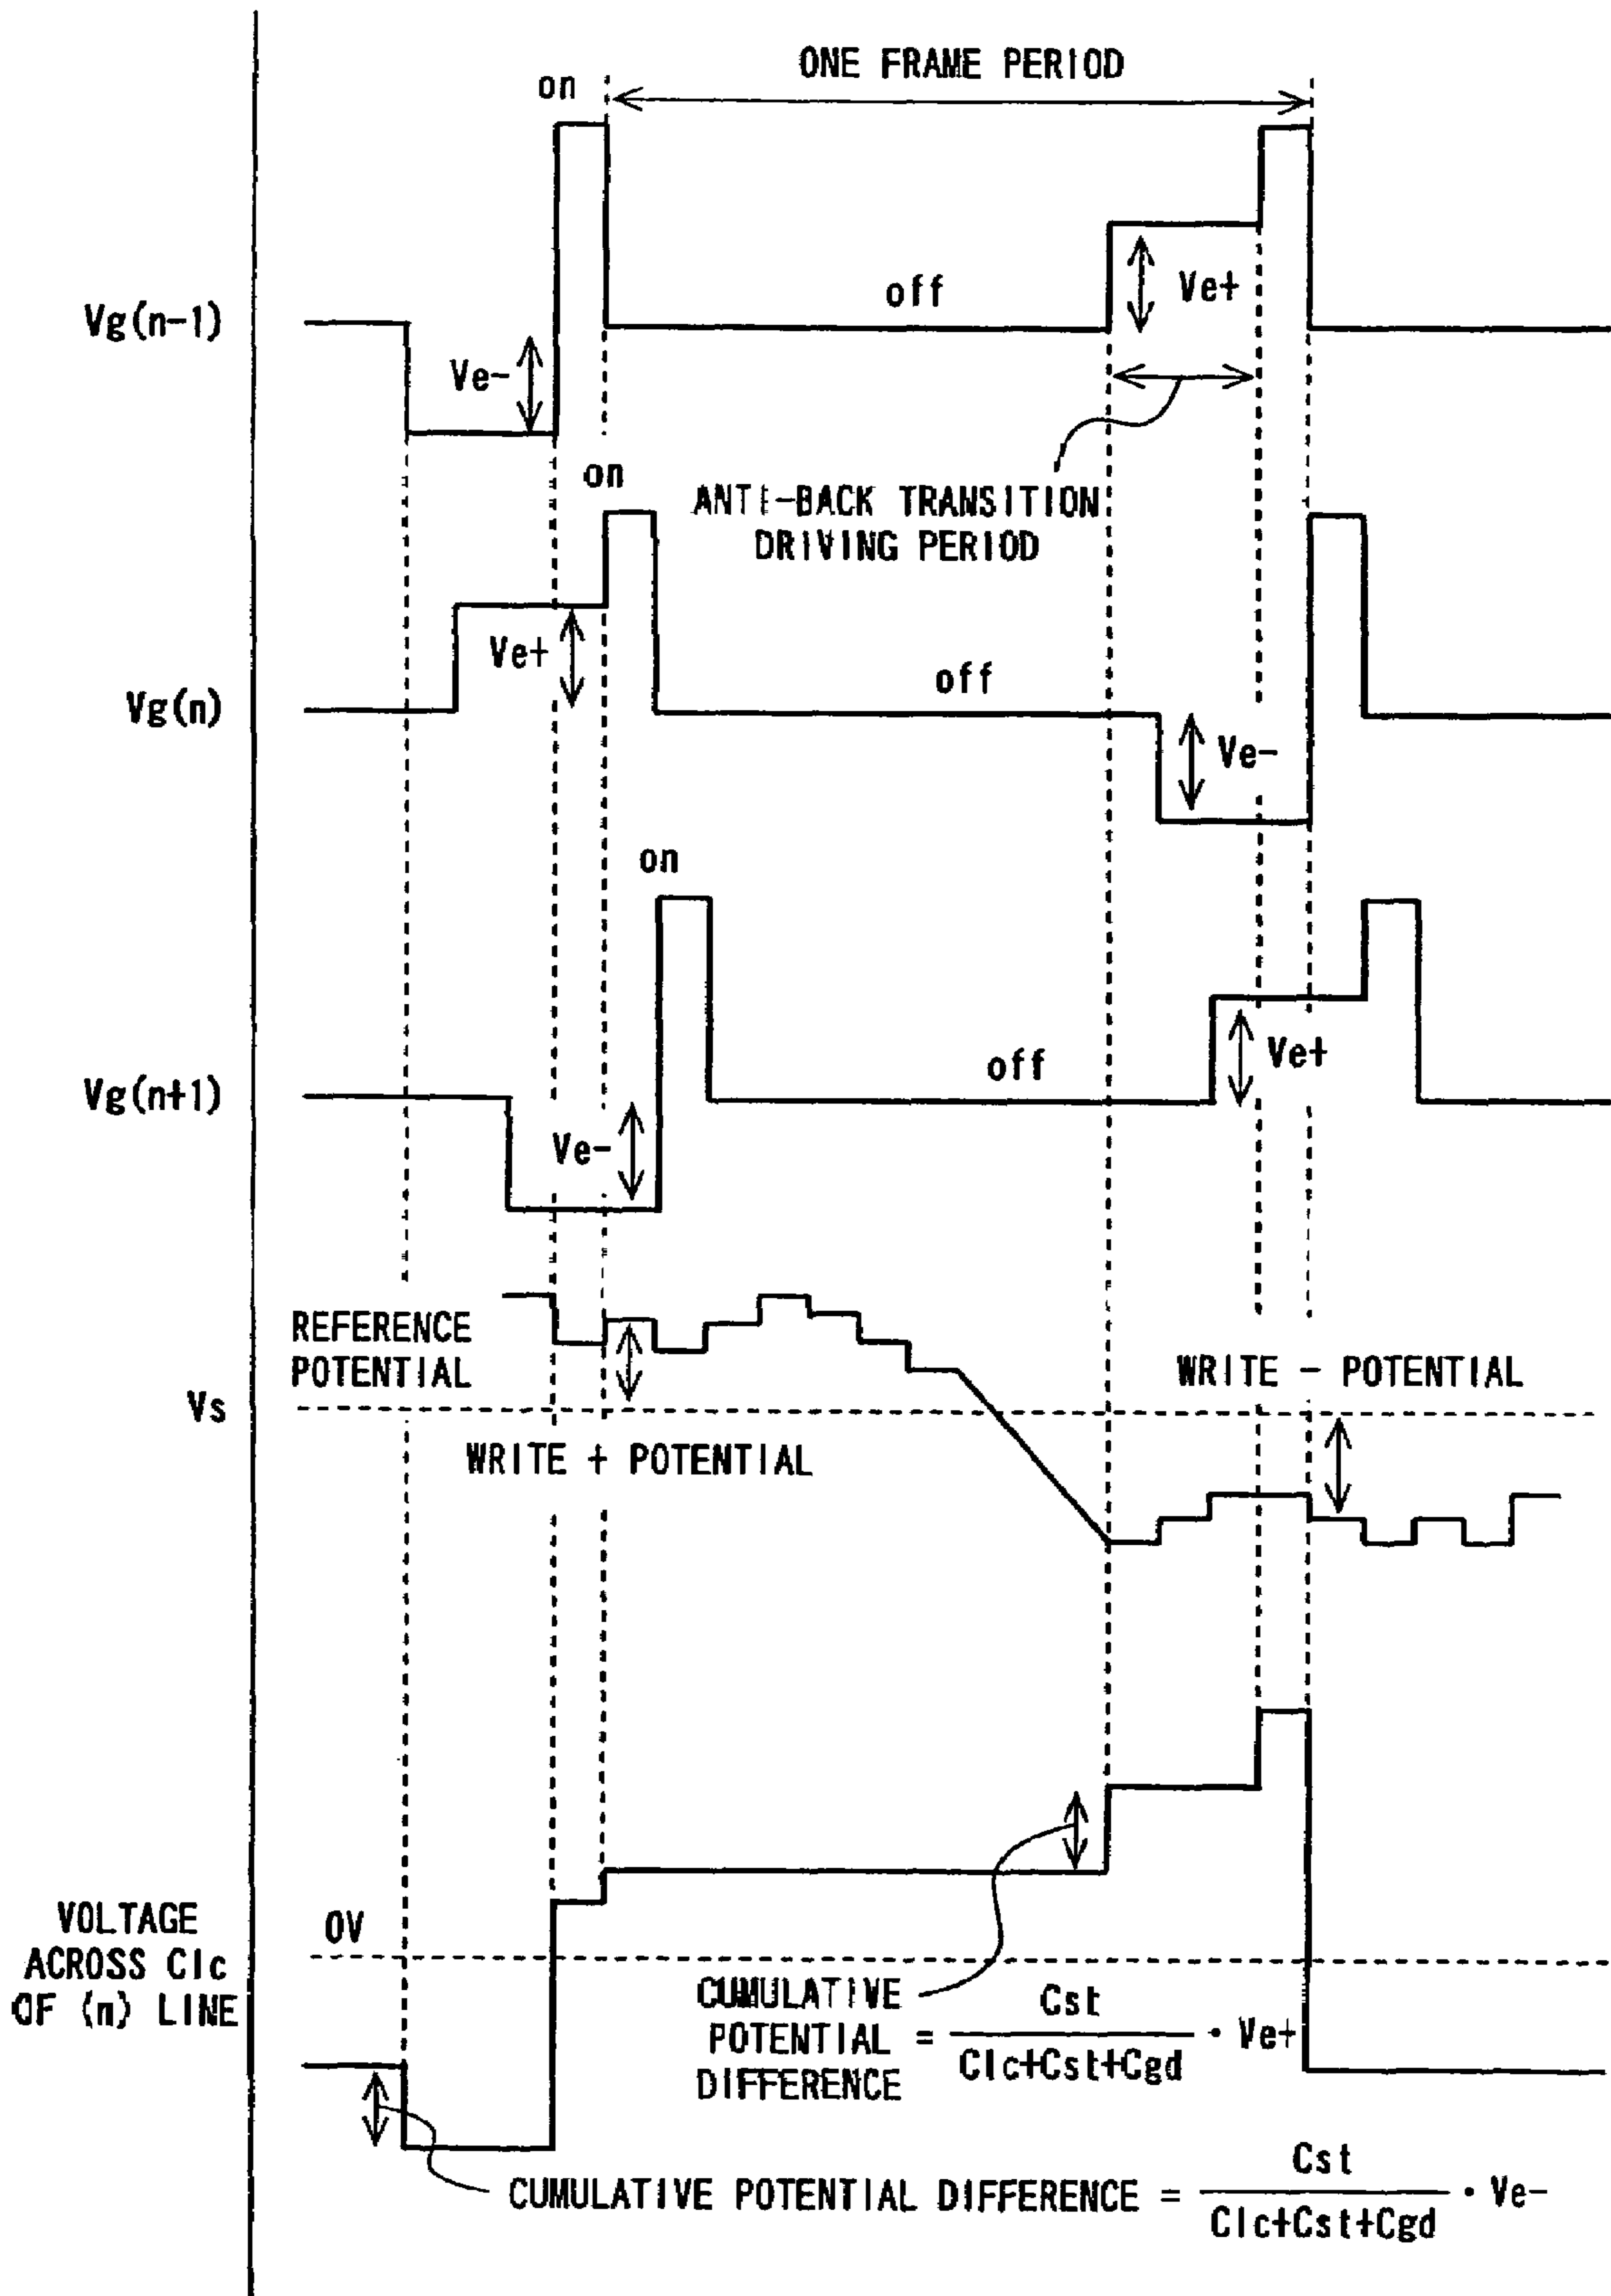 ONE FRAME PERIOD
on
Vg(n-1)
Ve-
off
Ve+
on
ANTI-BACK TRANSITION
DRIVING PERIOD
Ve+
Vg(n)
off
Ve-
on
Vg(n+1)
Ve-
off
Ve+
REFERENCE
POTENTIAL
Vs
WRITE - POTENTIAL
WRITE + POTENTIAL
VOLTAGE
ACROSS Clc
OF (n) LINE
0V
CUMULATIVE
POTENTIAL
DIFFERENCE
= Cst / Clc+Cst+Cgd · Ve+
CUMULATIVE POTENTIAL DIFFERENCE = Cst / Clc+Cst+Cgd · Ve-